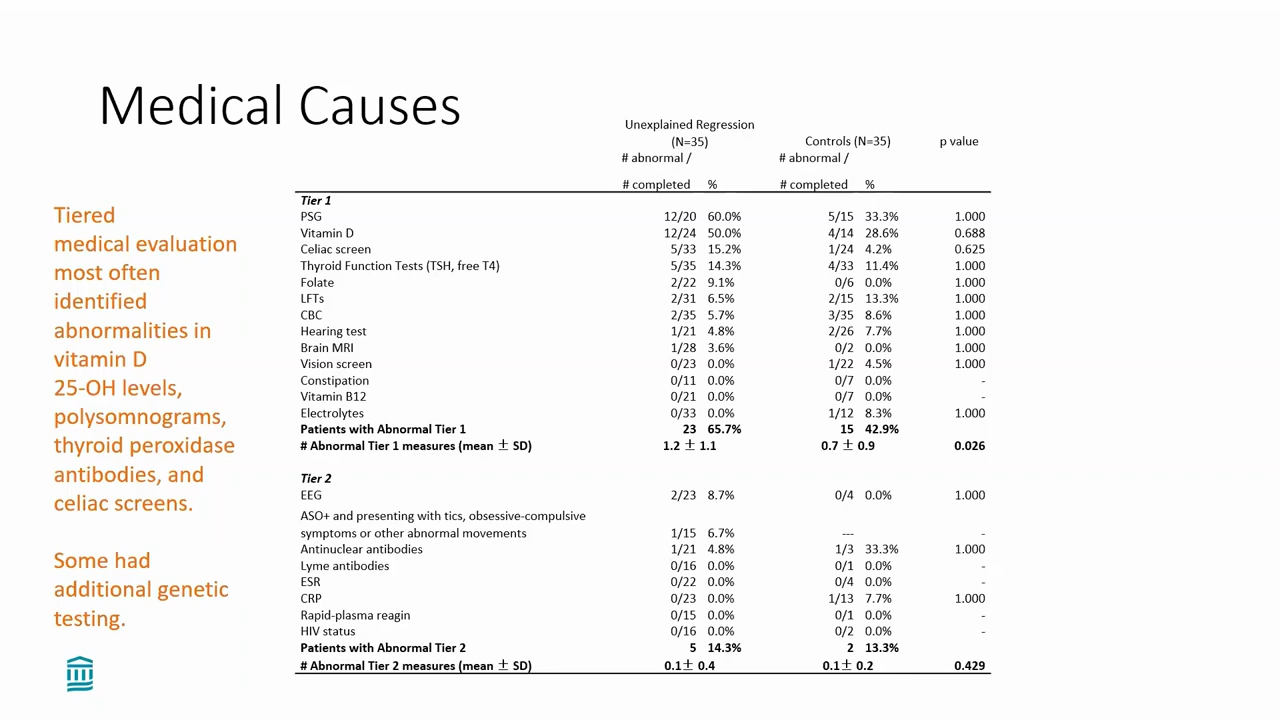 Medical Causes
Unexplained Regression
(N=35) Controls (N=35) p value
# abnormal / # abnormal /
# completed % # completed %
Tiered
medical evaluation
most often
identified
abnormalities in
vitamin D
25-OH levels,
polysomnograms,
thyroid peroxidase
antibodies, and
celiac screens.
Some had
additional genetic
testing.
Tier 1
PSG 12/20 60.0% 5/15 33.3% 1.000
Vitamin D 12/24 50.0% 4/14 28.6% 0.688
Celiac screen 5/33 15.2% 1/24 4.2% 0.625
Thyroid Function Tests (TSH, free T4) 5/35 14.3% 4/33 11.4% 1.000
Folate 2/22 9.1% 0/6 0.0% 1.000
LFTs 2/31 6.5% 2/15 13.3% 1.000
CBC 2/35 5.7% 3/35 8.6% 1.000
Hearing test 1/21 4.8% 2/26 7.7% 1.000
Brain MRI 1/28 3.6% 0/2 0.0% 1.000
Vision screen 0/23 0.0% 1/22 4.5% 1.000
Constipation 0/11 0.0% 0/7 0.0% -
Vitamin B12 0/21 0.0% 0/7 0.0% -
Electrolytes 0/33 0.0% 1/12 8.3% 1.000
Patients with Abnormal Tier 1 23 65.7% 15 42.9%
# Abnormal Tier 1 measures (mean ± SD) 1.2 ± 1.1 0.7 ± 0.9 0.026
Tier 2
EEG 2/23 8.7% 0/4 0.0% 1.000
ASO+ and presenting with tics, obsessive-compulsive
symptoms or other abnormal movements 1/15 6.7% --- -
Antinuclear antibodies 1/21 4.8% 1/3 33.3% 1.000
Lyme antibodies 0/16 0.0% 0/1 0.0% -
ESR 0/22 0.0% 0/4 0.0% -
CRP 0/23 0.0% 1/13 7.7% 1.000
Rapid-plasma reagin 0/15 0.0% 0/1 0.0% -
HIV status 0/16 0.0% 0/2 0.0% -
Patients with Abnormal Tier 2 5 14.3% 2 13.3%
# Abnormal Tier 2 measures (mean ± SD) 0.1± 0.4 0.1± 0.2 0.429